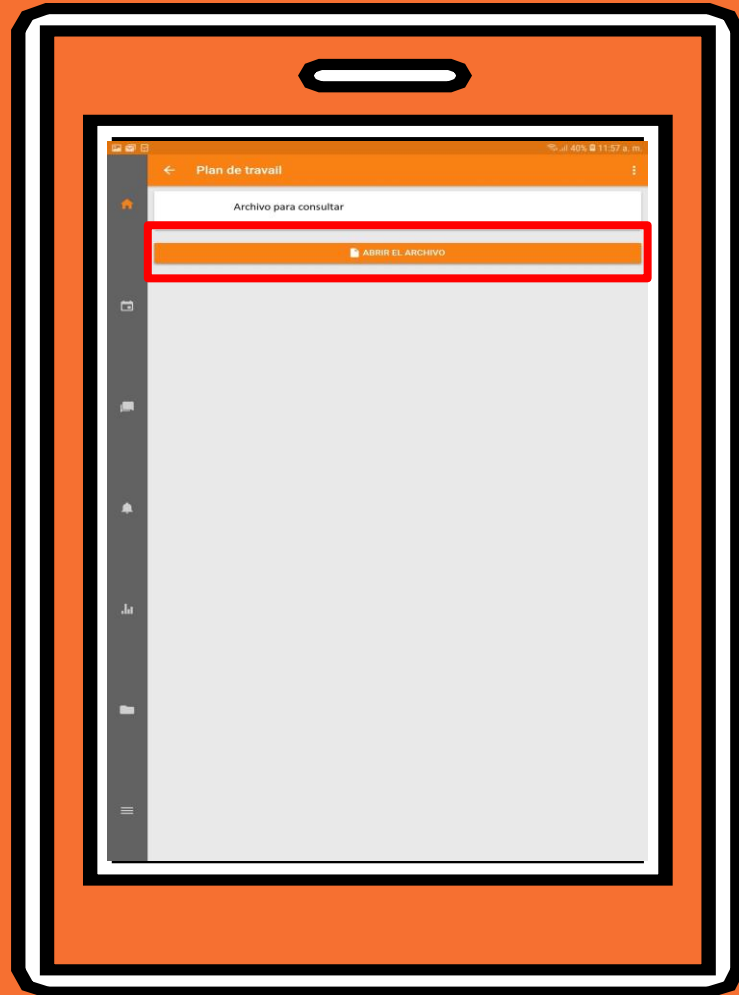 40% 11:57 a. m.
Plan de travail
Archivo para consultar
ABRIR EL ARCHIVO